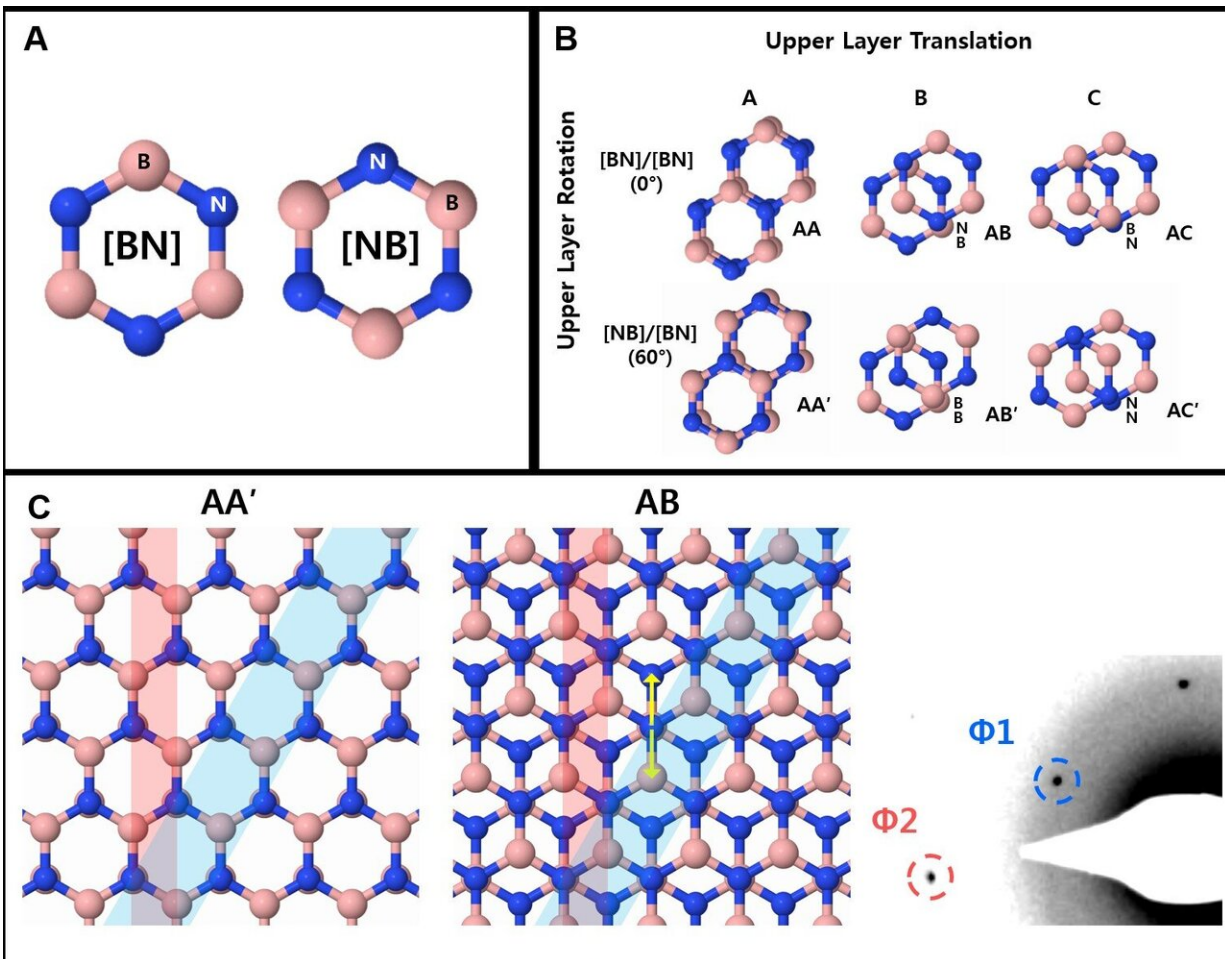 A
B
N
[BN]
N
B
[NB]
B
Upper Layer Translation
Upper Layer Rotation
A
B
C
[BN]/[BN]
(0°)
AA
N
B
AB
B
N
AC
[NB]/[BN]
(60°)
AA′
B
B
AB′
N
N
AC′
C
AA′
AB
Φ1
Φ2